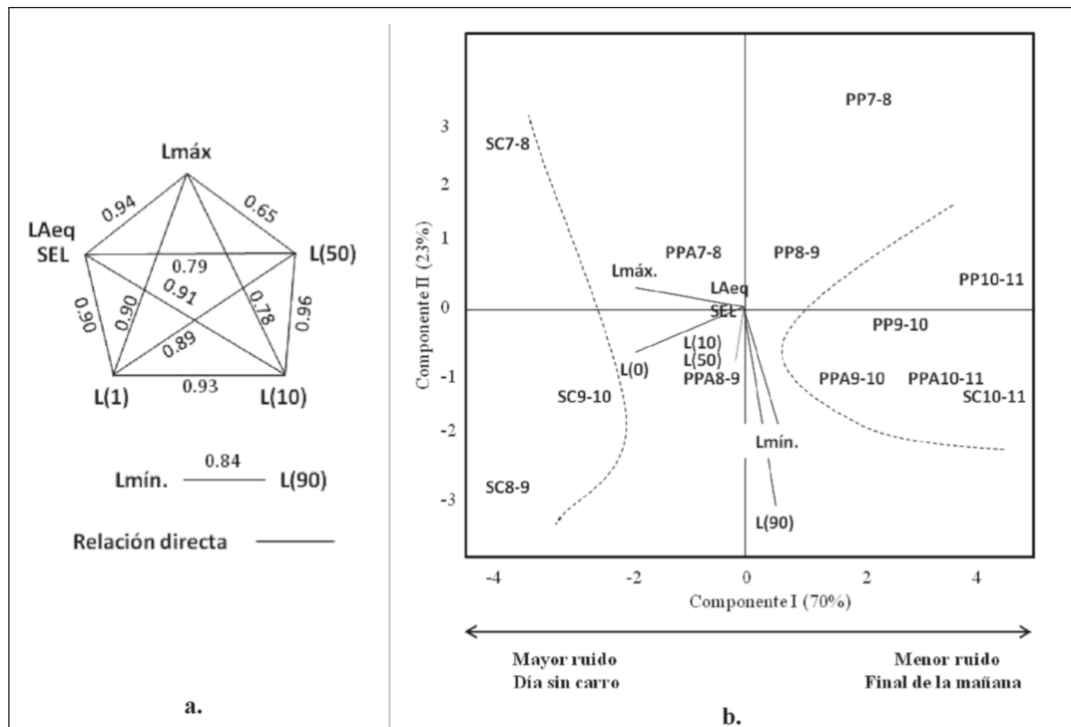 Lmáx
0.94
0.65
LAeq
SEL
L(50)
0.79
0.91
0.90
0.90
0.89
0.78
0.96
L(1)
0.93
L(10)
Lmín.
0.84
L(90)
Relación directa
a.
Componente II (23%)
3
2
1
0
-1
-2
-3
PP7-8
SC7-8
PPA7-8
PP8-9
Lmáx.
LAeq
SEL
PP10-11
PP9-10
L(10)
L(50)
L(0)
PPA8-9
PPA9-10
PPA10-11
SC9-10
SC10-11
Lmín.
SC8-9
L(90)
-4
-2
0
2
4
Componente I (70%)
Mayor ruido
Día sin carro
Menor ruido
Final de la mañana
b.